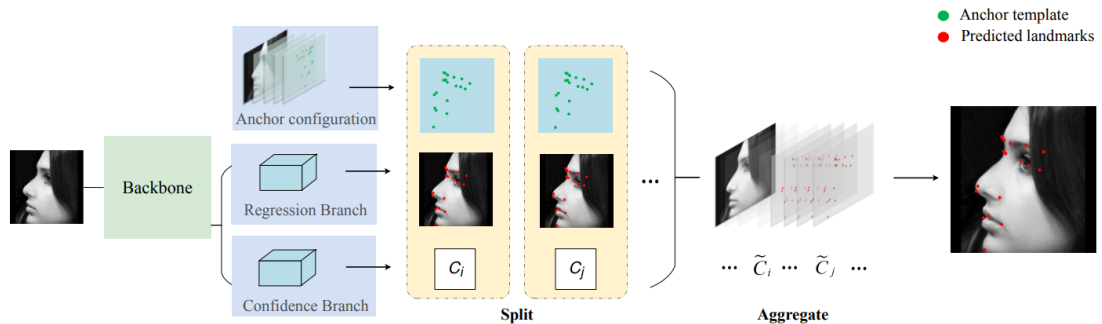 Anchor template
Predicted landmarks
Anchor configuration
Backbone
Regression Branch
Confidence Branch
C_i
C_j
...
... C̃_i ... C̃_j ...
Split
Aggregate